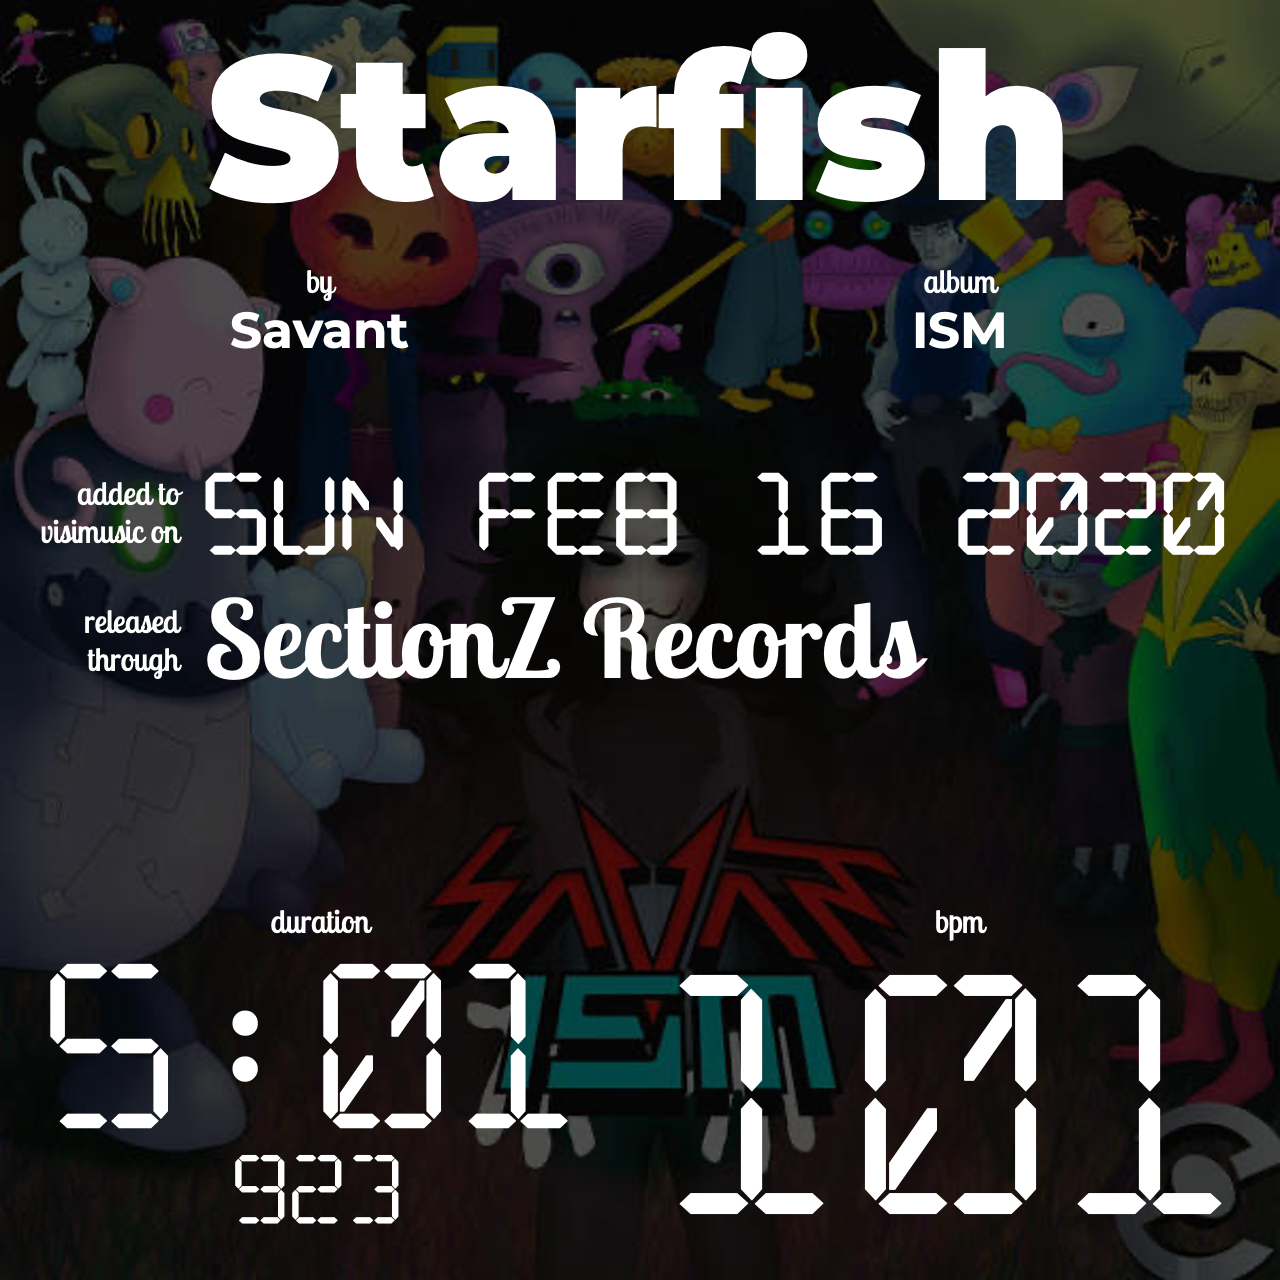 Starfish
by
Savant
album
ISM
added to
visimusic on
SUN FEB 16 2020
released
through
SectionZ Records
SAVANT
ISM
duration
5:01
923
bpm
101